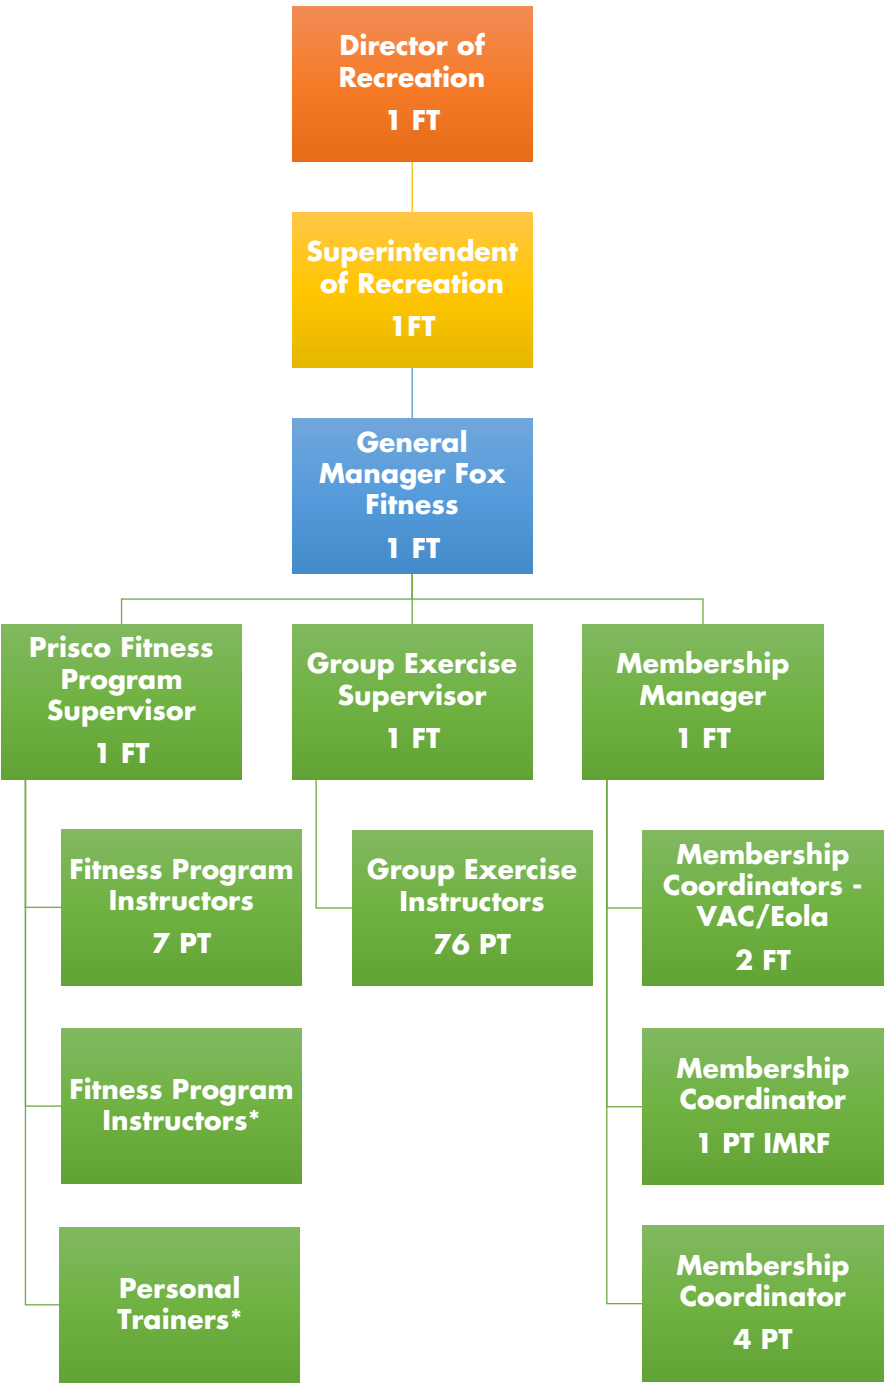 Director of
Recreation
1 FT
Superintendent
of Recreation
1FT
General
Manager Fox
Fitness
1 FT
Prisco Fitness
Program
Supervisor
1 FT
Group Exercise
Supervisor
1 FT
Membership
Manager
1 FT
Fitness Program
Instructors
7 PT
Group Exercise
Instructors
76 PT
Membership
Coordinators -
VAC/Eola
2 FT
Fitness Program
Instructors*
Membership
Coordinator
1 PT IMRF
Personal
Trainers*
Membership
Coordinator
4 PT